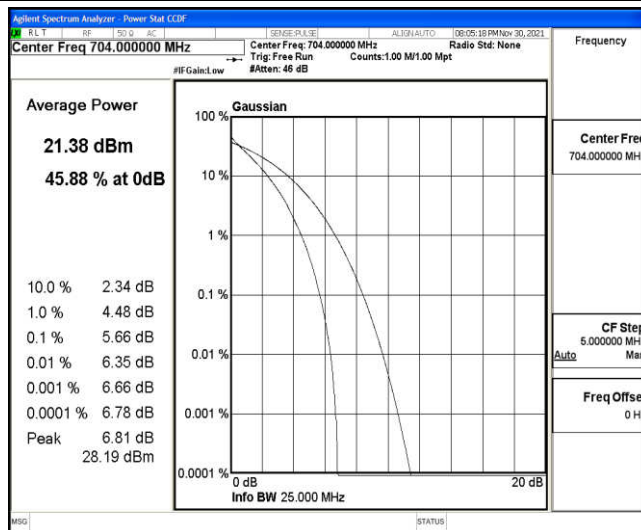 Agilent Spectrum Analyzer - Power Stat CCDF
RLT RF 50 Ω AC SENSE:PULSE ALIGNAUTO 08:05:18 PM Nov 30, 2021
Center Freq 704.000000 MHz
Center Freq: 704.000000 MHz Radio Std: None
Trig: Free Run Counts:1.00 M/1.00 Mpt
#IFGain:Low #Atten: 46 dB
Frequency
Average Power
21.38 dBm
45.88 % at 0dB
10.0 % 2.34 dB
1.0 % 4.48 dB
0.1 % 5.66 dB
0.01 % 6.35 dB
0.001 % 6.66 dB
0.0001 % 6.78 dB
Peak 6.81 dB
28.19 dBm
Gaussian
100 %
10 %
1 %
0.1 %
0.01 %
0.001 %
0.0001 %
0 dB 20 dB
Info BW 25.000 MHz
Center Fre
704.000000 MH
CF Step
5.000000 MH
Auto Ma
Freq Offse
0 H
MSG STATUS